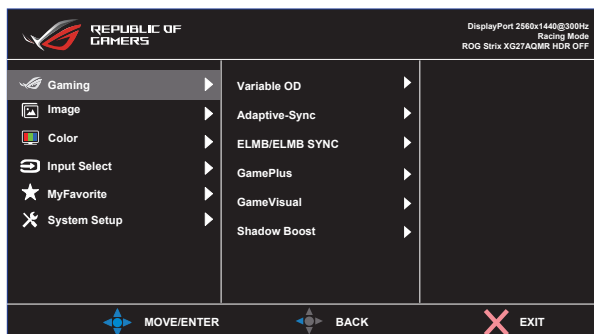 REPUBLIC OF
GAMERS
DisplayPort 2560x1440@300Hz
Racing Mode
ROG Strix XG27AQMR HDR OFF
Gaming
Image
Color
Input Select
MyFavorite
System Setup
Variable OD
Adaptive-Sync
ELMB/ELMB SYNC
GamePlus
GameVisual
Shadow Boost
MOVE/ENTER
BACK
EXIT